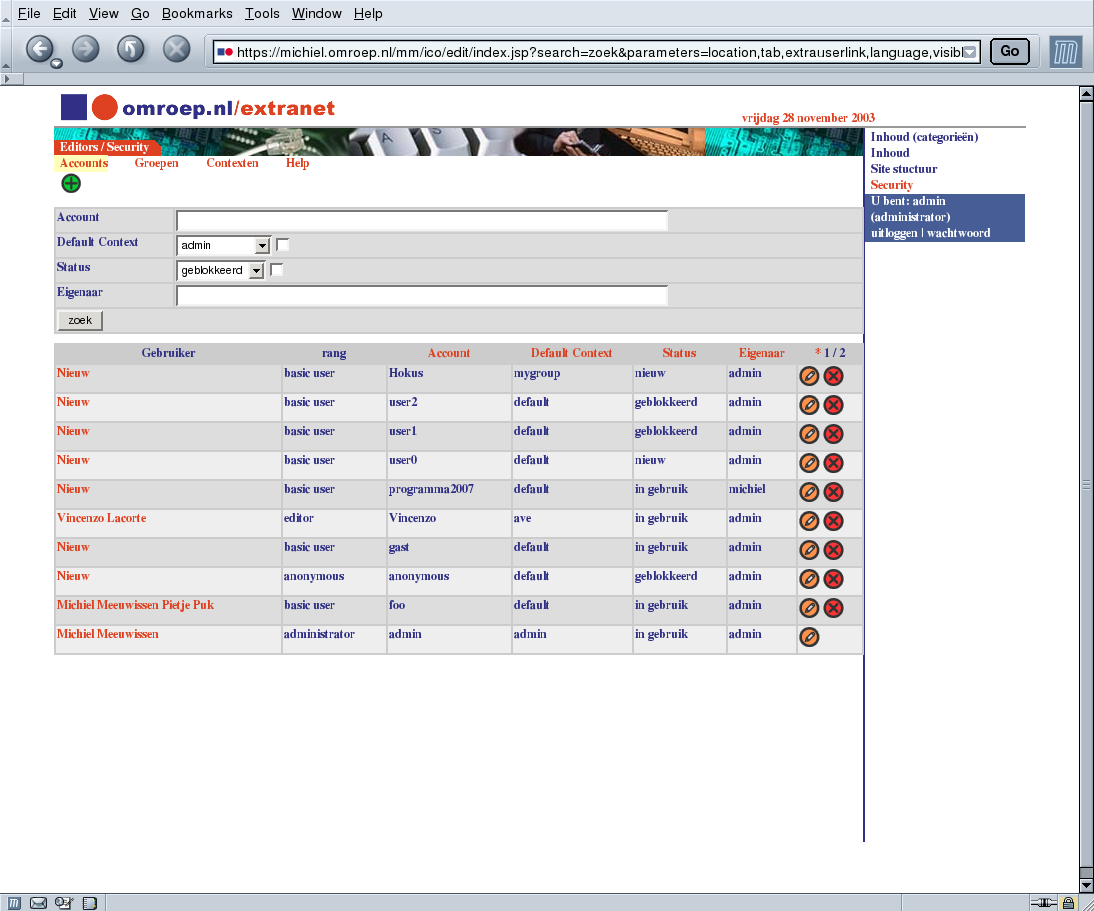 File Edit View Go Bookmarks Tools Window Help
https://michiel.omroep.nl/mm/ico/edit/index.jsp?search=zoek&parameters=location,tab,extrauserlink,language,visibl
Go
omroep.nl/extranet
vrijdag 28 november 2003
Editors / Security
Accounts Groepen Contexten Help
Inhoud (categorieën)
Inhoud
Site stuctuur
Security
U bent: admin
(administrator)
uitloggen | wachtwoord
Account
Default Context admin
Status geblokkeerd
Eigenaar
zoek
Gebruiker rang Account Default Context Status Eigenaar * 1 / 2
Nieuw basic user Hokus mygroup nieuw admin
Nieuw basic user user2 default geblokkeerd admin
Nieuw basic user user1 default geblokkeerd admin
Nieuw basic user user0 default nieuw admin
Nieuw basic user programma2007 default in gebruik michiel
Vincenzo Lacorte editor Vincenzo ave in gebruik admin
Nieuw basic user gast default in gebruik admin
Nieuw anonymous anonymous default geblokkeerd admin
Michiel Meeuwissen Pietje Puk basic user foo default in gebruik admin
Michiel Meeuwissen administrator admin admin in gebruik admin